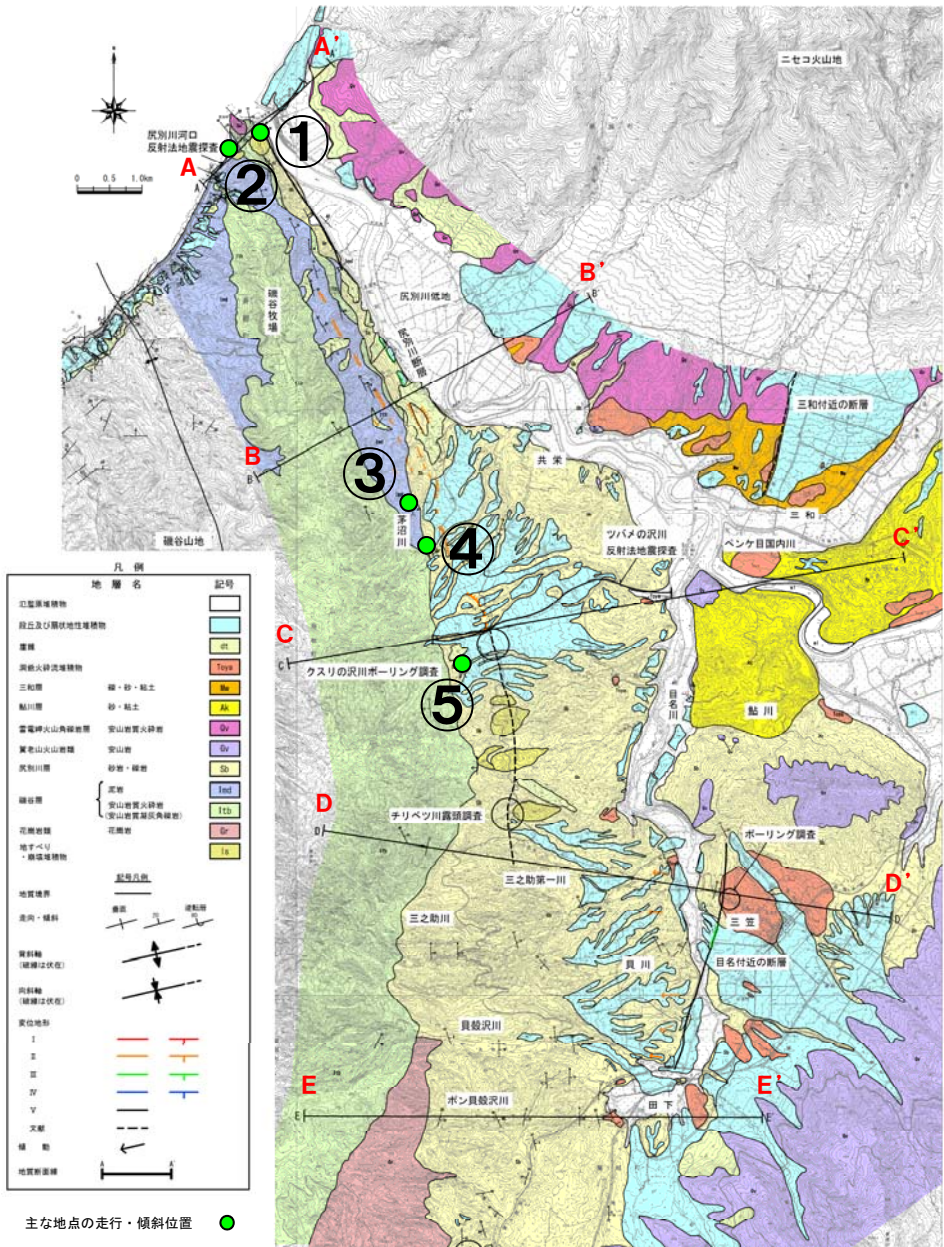 A'
ニセコ火山地
尻別川河口
反射法地震探査
①
A
A
②
0 0.5 1.0km
B'
B'
磯谷牧場
尻別川低地
尻別川断層
三和付近の断層
B
B
③
共栄
茅沼川
④
三和
ペンケ目国内川
C'
磯谷山地
ツバメの沢川
反射法地震探査
C
C
クスリの沢川ボーリング調査
⑤
目名川
鮎川
D
D
チリベツ川露頭調査
ボーリング調査
三之助第一川
D'
D
三之助川
三笠
貝川
目名付近の断層
貝殻沢川
E
E
ポン貝殻沢川
田下
E'
E'
凡例
地層名 記号
氾濫原堆積物
段丘及び扇状地性堆積物
崖錐 dt
洞爺火砕流堆積物 Toya
三和層 礫・砂・粘土 Me
鮎川層 砂・粘土 Ak
雷電岬火山角礫岩層 安山岩質火砕岩 Qv
賀老山火山岩類 安山岩 Gv
尻別川層 砂岩・礫岩 Sb
磯谷層 泥岩 Imd
安山岩質火砕岩
(安山岩質凝灰角礫岩) Itb
花崗岩類 花崗岩 Gr
地すべり
・崩壊堆積物 ls
記号凡例
地質境界
走向・傾斜 垂直 逆転層
背斜軸
(破線は伏在)
向斜軸
(破線は伏在)
変位地形
I
II
III
IV
V
文献
傾動
地質断面線 A A'
主な地点の走行・傾斜位置